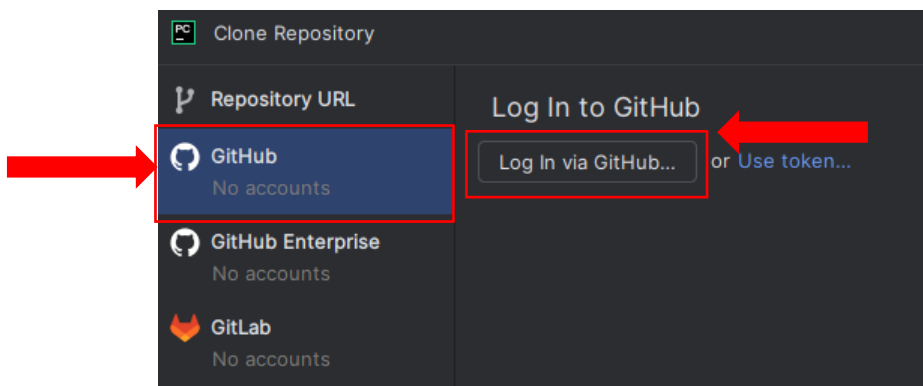 PC
Clone Repository
Repository URL
GitHub
No accounts
GitHub Enterprise
No accounts
GitLab
No accounts
Log In to GitHub
Log In via GitHub... or Use token...